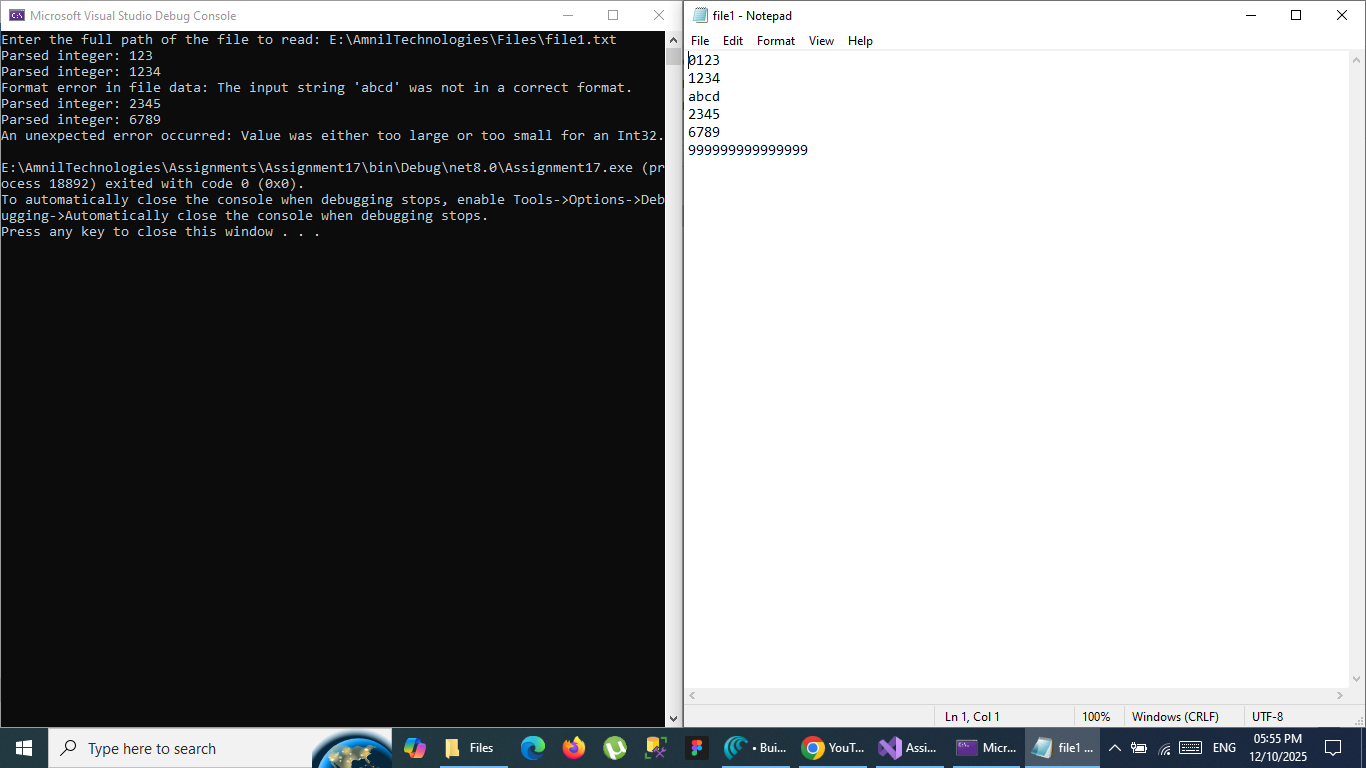 Microsoft Visual Studio Debug Console
Enter the full path of the file to read: E:\AmnilTechnologies\Files\file1.txt
Parsed integer: 123
Parsed integer: 1234
Format error in file data: The input string 'abcd' was not in a correct format.
Parsed integer: 2345
Parsed integer: 6789
An unexpected error occurred: Value was either too large or too small for an Int32.
E:\AmnilTechnologies\Assignments\Assignment17\bin\Debug\net8.0\Assignment17.exe (pr
ocess 18892) exited with code 0 (0x0).
To automatically close the console when debugging stops, enable Tools->Options->Deb
ugging->Automatically close the console when debugging stops.
Press any key to close this window . . .
file1 - Notepad
File Edit Format View Help
0123
1234
abcd
2345
6789
999999999999999
Ln 1, Col 1 100% Windows (CRLF) UTF-8
Type here to search
Files
• Bui...
YouT...
Assi...
Micr...
file1 ...
ENG
05:55 PM
12/10/2025